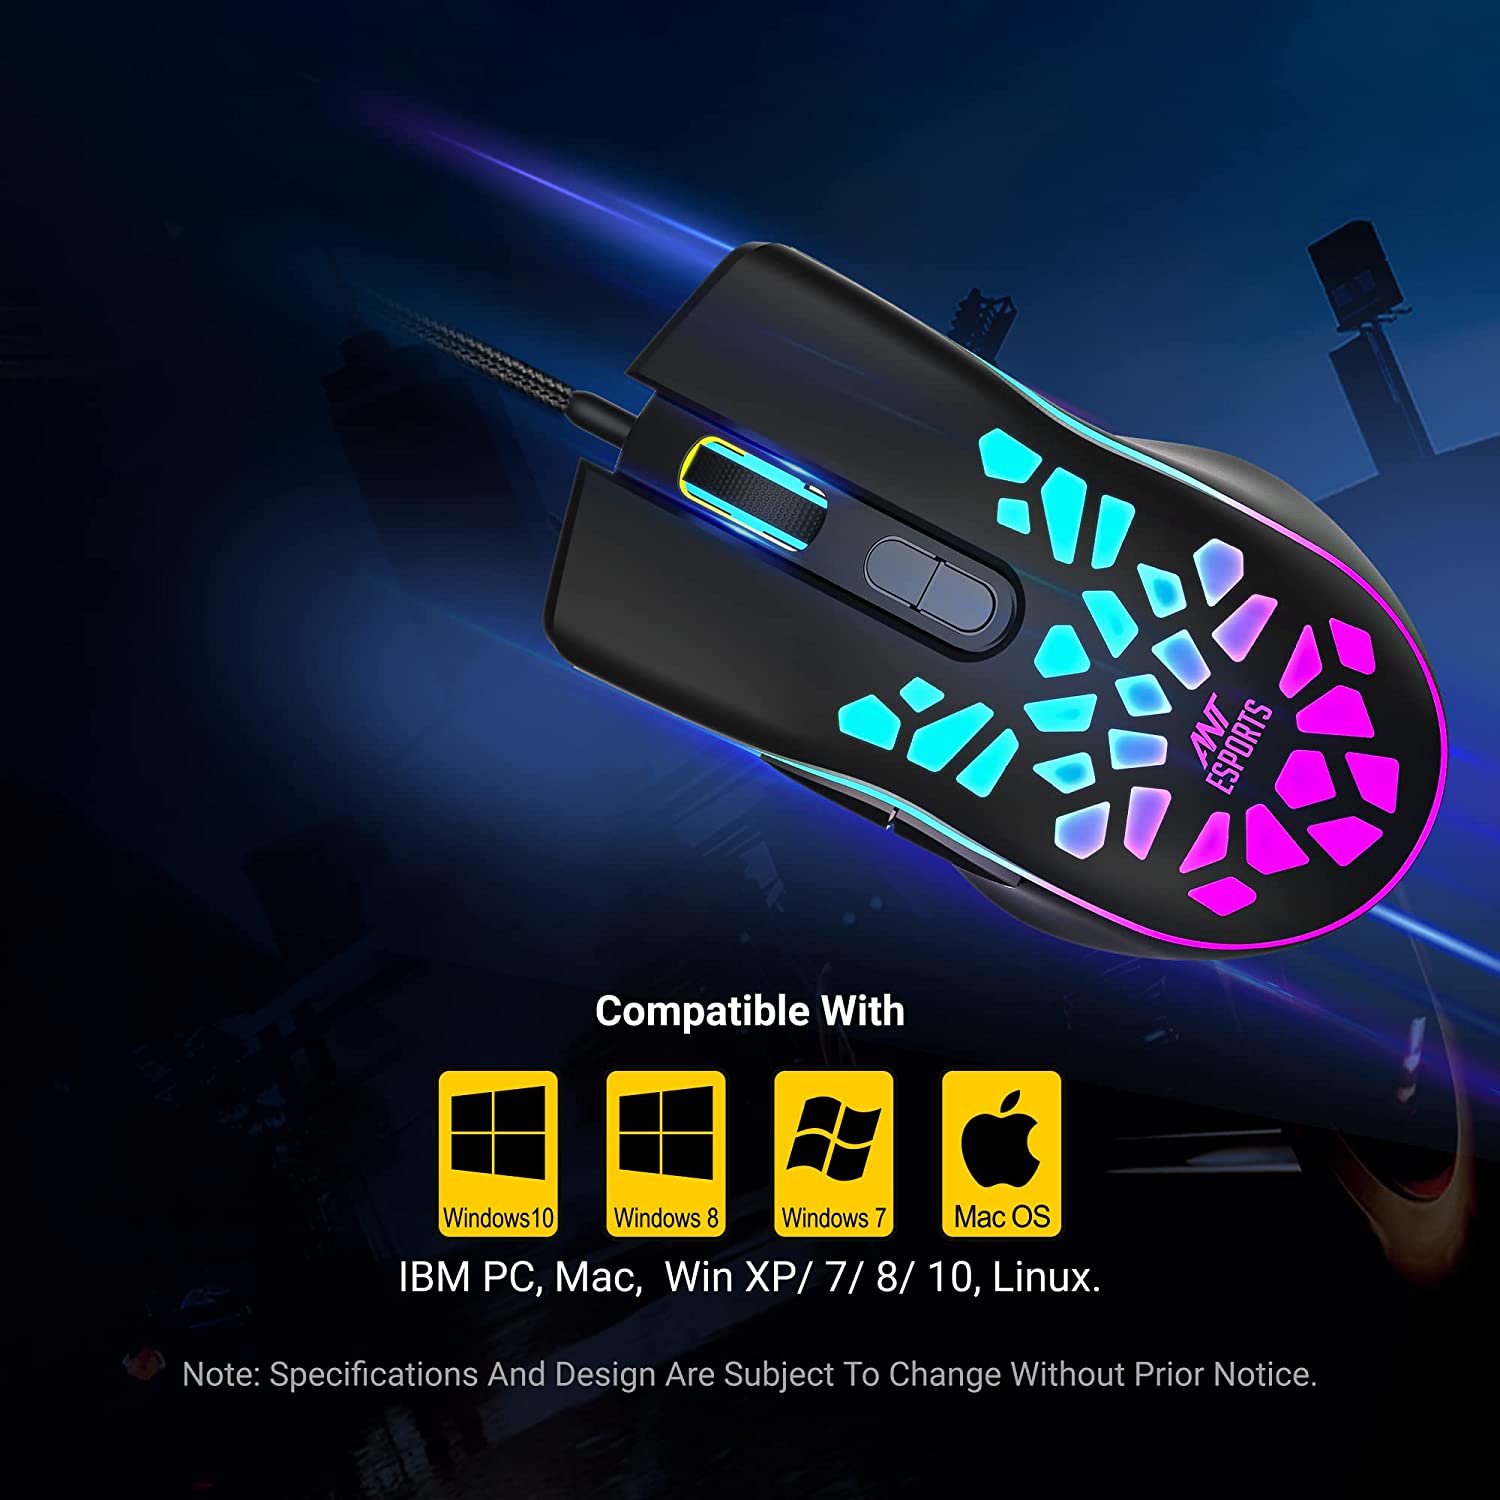 ANT
ESPORTS
Compatible With
Windows10
Windows 8
Windows 7
Mac OS
IBM PC, Mac, Win XP/ 7/ 8/ 10, Linux.
Note: Specifications And Design Are Subject To Change Without Prior Notice.